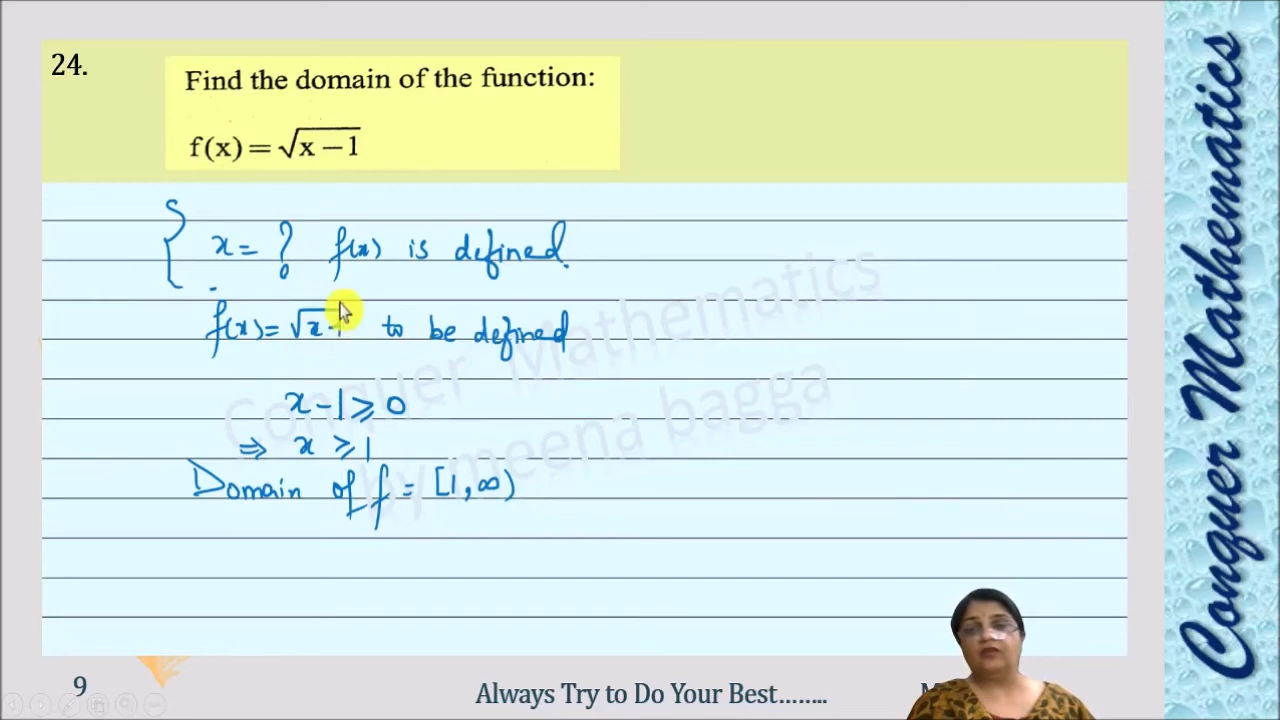 24.
Find the domain of the function:
f(x) = √x − 1
x = ? f(x) is defined.
f(x) = √x-1 to be defined
x - 1 ⩾ 0
⇒ x ⩾ 1
Domain of f = [1, ∞)
Conquer Mathematics
by meena bagga
9
Always Try to Do Your Best........
Conquer Mathematics